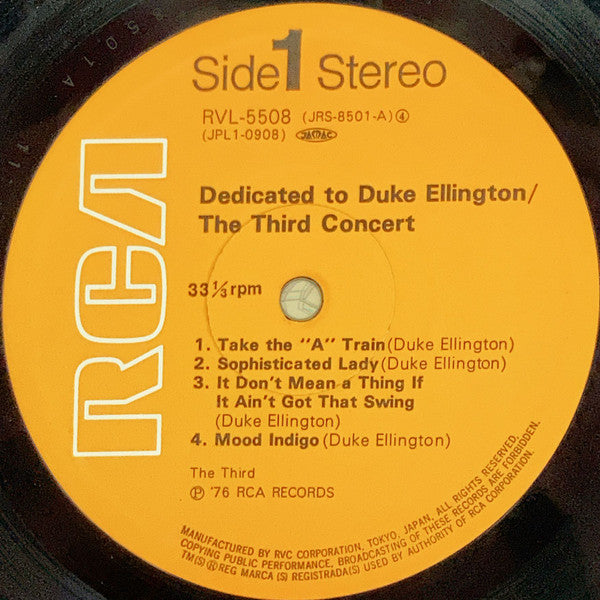 Side 1 Stereo
RVL-5508 (JRS-8501-A)④
(JPL1-0908) JASRAC
RCA
Dedicated to Duke Ellington/
The Third Concert
33⅓rpm
1. Take the "A" Train (Duke Ellington)
2. Sophisticated Lady (Duke Ellington)
3. It Don't Mean a Thing If
It Ain't Got That Swing
(Duke Ellington)
4. Mood Indigo (Duke Ellington)
The Third
Ⓟ '76 RCA RECORDS
MANUFACTURED BY RVC CORPORATION, TOKYO, JAPAN, ALL RIGHTS RESERVED,
COPYING PUBLIC PERFORMANCE, BROADCASTING OF THESE RECORDS ARE FORBIDDEN.
TM(S) ® REG MARCA(S) REGISTRADA(S) USED BY AUTHORITY OF RCA CORPORATION.